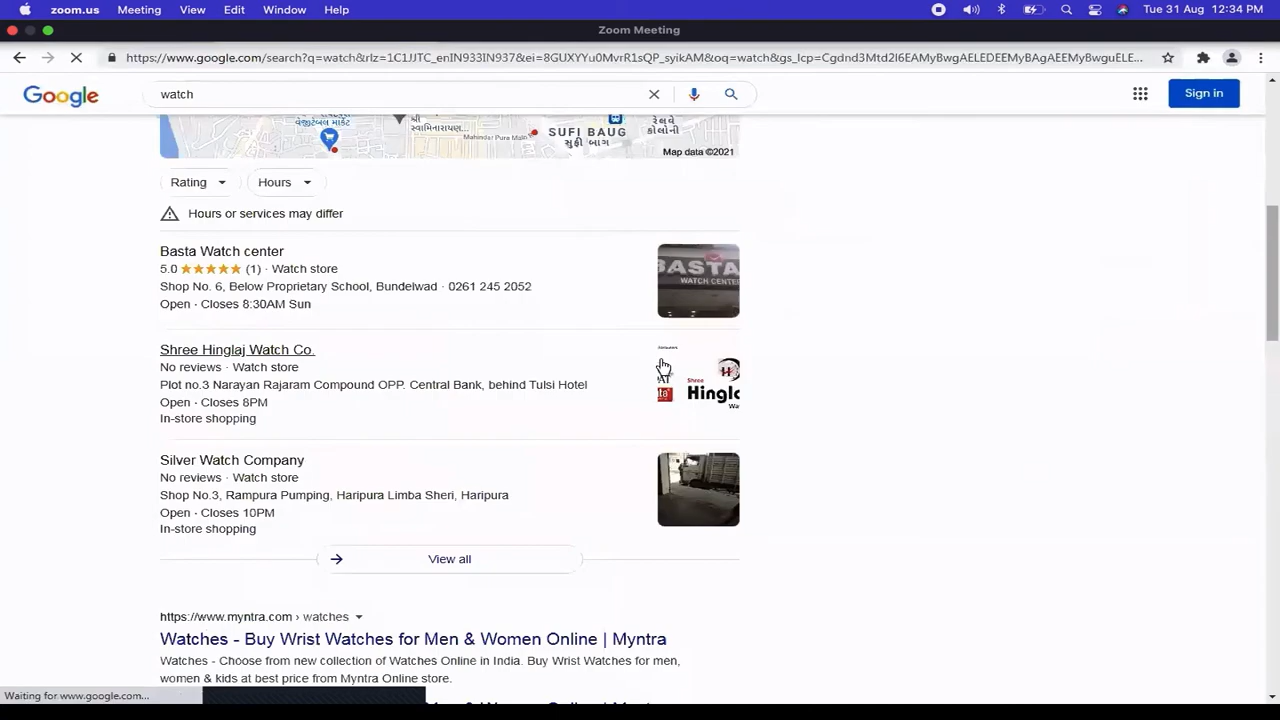 zoom.us Meeting View Edit Window Help Tue 31 Aug 12:34 PM
Zoom Meeting
https://www.google.com/search?q=watch&rlz=1C1JJTC_enIN933IN937&ei=8GUXYYu0MvrR1sQP_syikAM&oq=watch&gs_lcp=Cgdnd3Mtd2l6EAMyBwgAELEDEEMyBAgAEEMyBwguELE...
Google watch Sign in
વેજીટેબલ માર્કેટ
શ્રી સ્વામિનારાયણ...
Mahindar Pura Main...
SUFI BAUG
સુફી બાગ
રેલવે કોલોની
Map data ©2021
Rating Hours
Hours or services may differ
Basta Watch center
5.0 (1) · Watch store
Shop No. 6, Below Proprietary School, Bundelwad · 0261 245 2052
Open · Closes 8:30AM Sun
BASTA
WATCH CENTER
Shree Hinglaj Watch Co.
No reviews · Watch store
Plot no.3 Narayan Rajaram Compound OPP. Central Bank, behind Tulsi Hotel
Open · Closes 8PM
In-store shopping
Shree
Hinglaj
Silver Watch Company
No reviews · Watch store
Shop No.3, Rampura Pumping, Haripura Limba Sheri, Haripura
Open · Closes 10PM
In-store shopping
View all
https://www.myntra.com › watches
Watches - Buy Wrist Watches for Men & Women Online | Myntra
Watches - Choose from new collection of Watches Online in India. Buy Wrist Watches for men,
women & kids at best price from Myntra Online store.
Waiting for www.google.com...